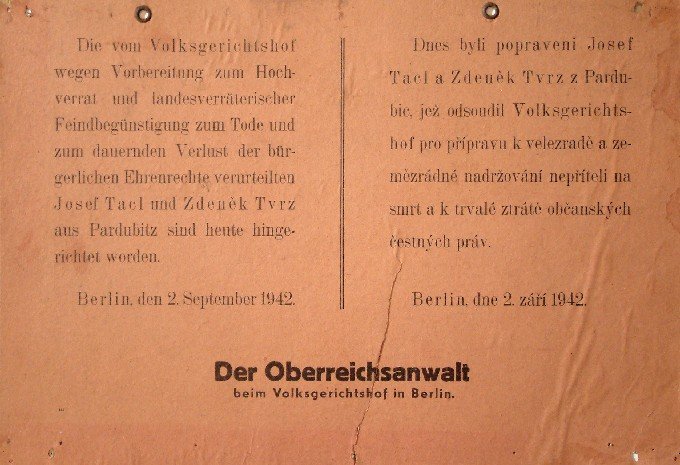 Die vom Volksgerichtshof
wegen Vorbereitung zum Hoch-
verrat und landesverräterischer
Feindbegünstigung zum Tode und
zum dauernden Verlust der bür-
gerlichen Ehrenrechte verurteilten
Josef Tacl und Zdeněk Tvrz
aus Pardubitz sind heute hinge-
richtet worden.
Berlin, den 2. September 1942.
Dnes byli popraveni Josef
Tacl a Zdeněk Tvrz z Pardu-
bic, jež odsoudil Volksgerichts-
hof pro přípravu k velezradě a ze-
mězrádné nadržování nepříteli na
smrt a k trvalé ztrátě občanských
čestných práv.
Berlin, dne 2. září 1942.
Der Oberreichsanwalt
beim Volksgerichtshof in Berlin.